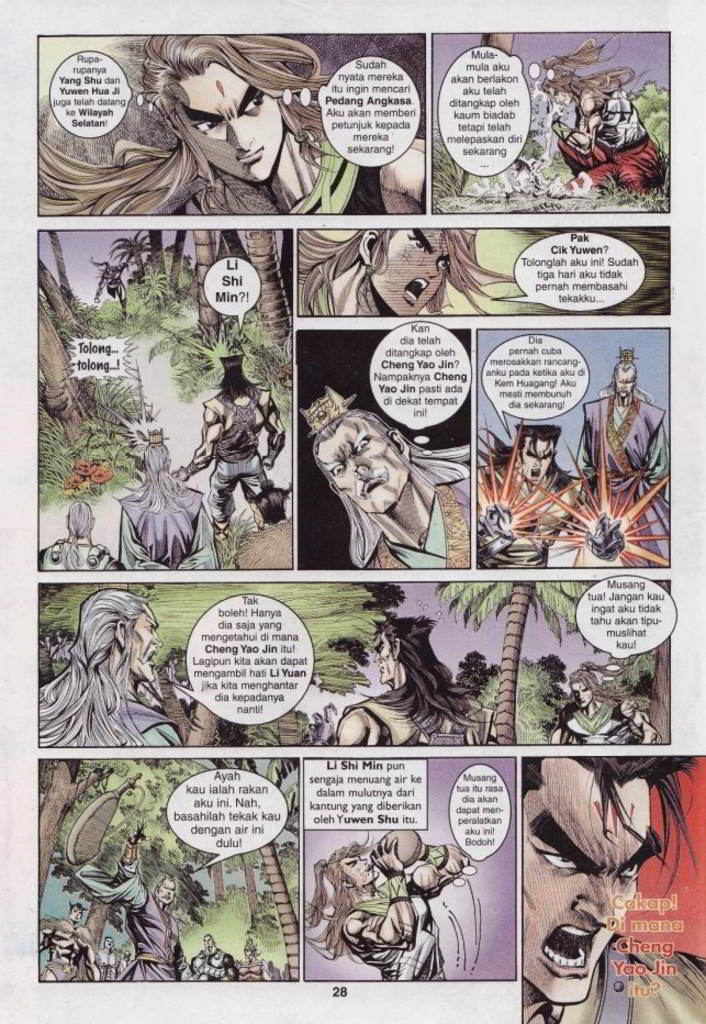 Rupa-
rupanya
Yang Shu dan
Yuwen Hua Ji
juga telah datang
ke Wilayah
Selatan!
Sudah
nyata mereka
itu ingin mencari
Pedang Angkasa.
Aku akan memberi
petunjuk kepada
mereka
sekarang!
Mula-
mula aku
akan berlakon
aku telah
ditangkap oleh
kaum biadab
tetapi telah
melepaskan diri
sekarang
...
Li
Shi
Min?!
Tolong...
tolong...!
Pak
Cik Yuwen?
Tolonglah aku ini! Sudah
tiga hari aku tidak
pernah membasahi
tekakku...
Kan
dia telah
ditangkap oleh
Cheng Yao Jin?
Nampaknya Cheng
Yao Jin pasti ada
di dekat tempat
ini!
Dia
pernah cuba
merosakkan rancang-
anku pada ketika aku di
Kem Huagang! Aku
mesti membunuh
dia sekarang!
Tak
boleh! Hanya
dia saja yang
mengetahui di mana
Cheng Yao Jin itu!
Lagipun kita akan dapat
mengambil hati Li Yuan
jika kita menghantar
dia kepadanya
nanti!
Musang
tua! Jangan kau
ingat aku tidak
tahu akan tipu-
muslihat
kau!
Ayah
kau ialah rakan
aku ini. Nah,
basahilah tekak kau
dengan air ini
dulu!
Li Shi Min pun
sengaja menuang air ke
dalam mulutnya dari
kantung yang diberikan
oleh Yuwen Shu itu.
Musang
tua itu rasa
dia akan
dapat mem-
peralatkan
aku ini!
Bodoh!
Cakap!
Di mana
Cheng
Yao Jin
itu?
28